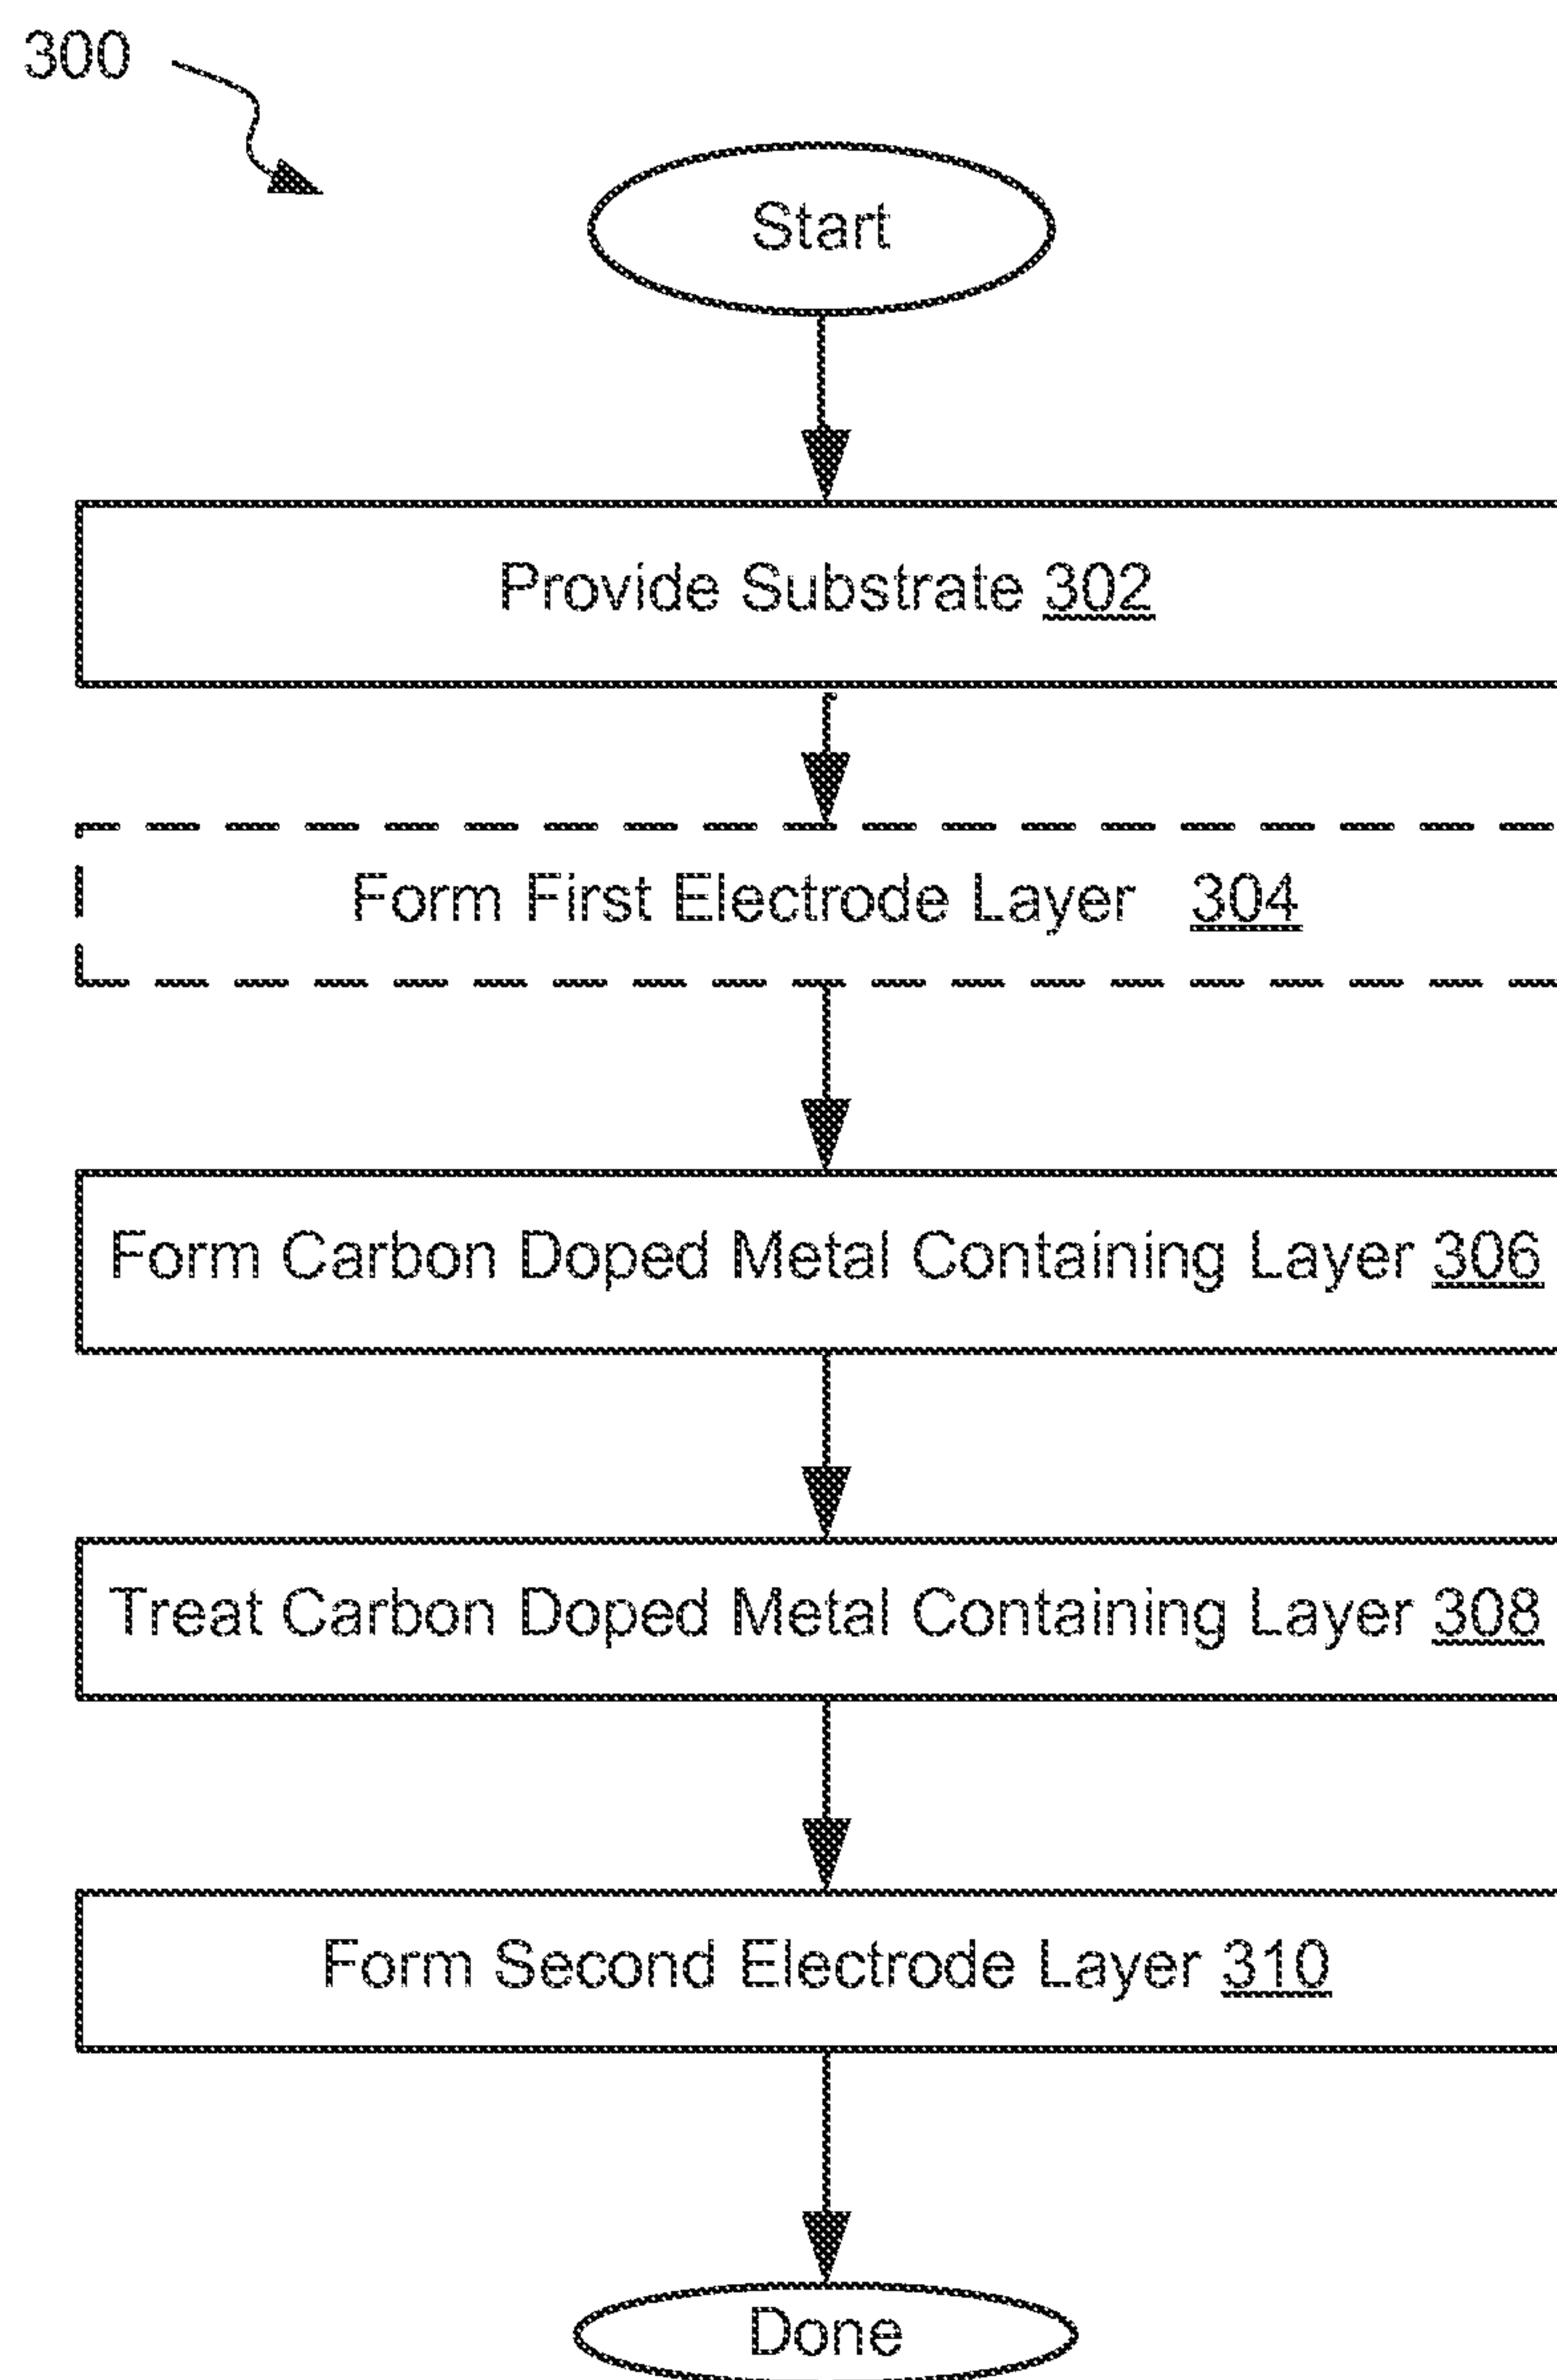 300
Start
Provide Substrate 302
Form First Electrode Layer 304
Form Carbon Doped Metal Containing Layer 306
Treat Carbon Doped Metal Containing Layer 308
Form Second Electrode Layer 310
Done